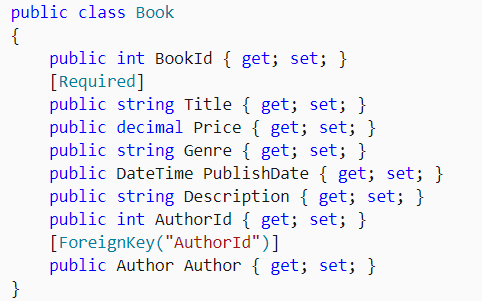 public class Book
{
    public int BookId { get; set; }
    [Required]
    public string Title { get; set; }
    public decimal Price { get; set; }
    public string Genre { get; set; }
    public DateTime PublishDate { get; set; }
    public string Description { get; set; }
    public int AuthorId { get; set; }
    [ForeignKey("AuthorId")]
    public Author Author { get; set; }
}